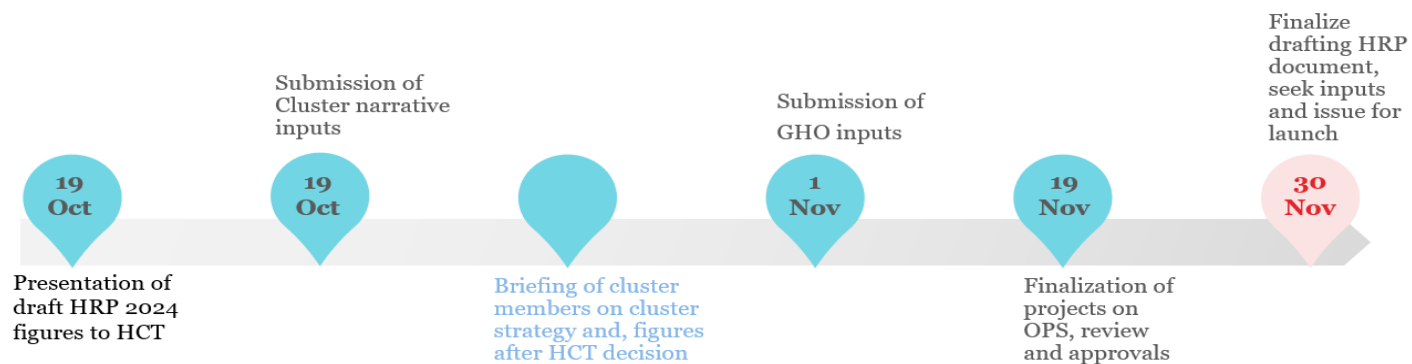 19
Oct
Presentation of
draft HRP 2024
figures to HCT
Submission of
Cluster narrative
inputs
19
Oct
Briefing of cluster
members on cluster
strategy and, figures
after HCT decision
Submission of
GHO inputs
1
Nov
19
Nov
Finalization of
projects on
OPS, review
and approvals
Finalize
drafting HRP
document,
seek inputs
and issue for
launch
30
Nov